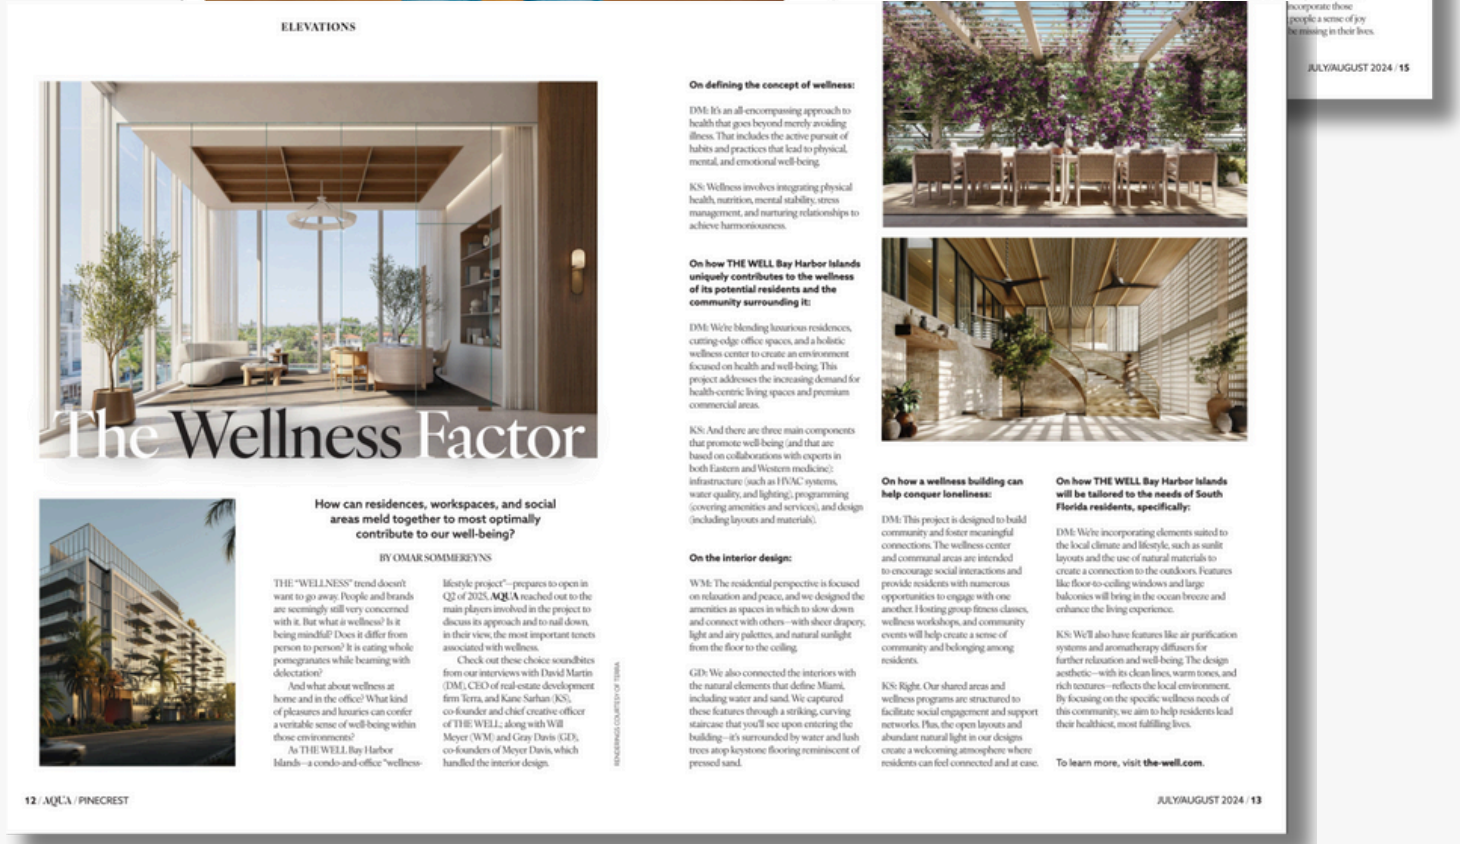 ELEVATIONS
The Wellness Factor
How can residences, workspaces, and social
areas meld together to most optimally
contribute to our well-being?
BY OMAR SOMMEREYNS
THE "WELLNESS" trend doesn't
want to go away. People and brands
are seemingly still very concerned
with it. But what is wellness? Is it
being mindful? Does it differ from
person to person? It is eating whole
pomegranates while beaming with
delectation?
And what about wellness at
home and in the office? What kind
of pleasures and luxuries can confer
a veritable sense of well-being within
those environments?
As THE WELL Bay Harbor
Islands—a condo-and-office "wellness-
lifestyle project"—prepares to open in
Q2 of 2025, AQUA reached out to the
main players involved in the project to
discuss its approach and to nail down,
in their view, the most important tenets
associated with wellness.
Check out these choice soundbites
from our interviews with David Martin
(DM), CEO of real-estate development
firm Terra, and Kane Sarhan (KS),
co-founder and chief creative officer
of THE WELL; along with Will
Meyer (WM) and Gray Davis (GD),
co-founders of Meyer Davis, which
handled the interior design.
RENDERINGS COURTESY OF TERRA
12 / AQUA / PINECREST
On defining the concept of wellness:
DM: It's an all-encompassing approach to
health that goes beyond merely avoiding
illness. That includes the active pursuit of
habits and practices that lead to physical,
mental, and emotional well-being.
KS: Wellness involves integrating physical
health, nutrition, mental stability, stress
management, and nurturing relationships to
achieve harmoniousness.
On how THE WELL Bay Harbor Islands
uniquely contributes to the wellness
of its potential residents and the
community surrounding it:
DM: We're blending luxurious residences,
cutting-edge office spaces, and a holistic
wellness center to create an environment
focused on health and well-being. This
project addresses the increasing demand for
health-centric living spaces and premium
commercial areas.
KS: And there are three main components
that promote well-being (and that are
based on collaborations with experts in
both Eastern and Western medicine):
infrastructure (such as HVAC systems,
water quality, and lighting), programming
(covering amenities and services), and design
(including layouts and materials).
On the interior design:
WM: The residential perspective is focused
on relaxation and peace, and we designed the
amenities as spaces in which to slow down
and connect with others—with sheer drapery,
light and airy palettes, and natural sunlight
from the floor to the ceiling.
GD: We also connected the interiors with
the natural elements that define Miami,
including water and sand. We captured
these features through a striking, curving
staircase that you'll see upon entering the
building—it's surrounded by water and lush
trees atop keystone flooring reminiscent of
pressed sand.
On how a wellness building can
help conquer loneliness:
DM: This project is designed to build
community and foster meaningful
connections. The wellness center
and communal areas are intended
to encourage social interactions and
provide residents with numerous
opportunities to engage with one
another. Hosting group fitness classes,
wellness workshops, and community
events will help create a sense of
community and belonging among
residents.
KS: Right. Our shared areas and
wellness programs are structured to
facilitate social engagement and support
networks. Plus, the open layouts and
abundant natural light in our designs
create a welcoming atmosphere where
residents can feel connected and at ease.
On how THE WELL Bay Harbor Islands
will be tailored to the needs of South
Florida residents, specifically:
DM: We're incorporating elements suited to
the local climate and lifestyle, such as sunlit
layouts and the use of natural materials to
create a connection to the outdoors. Features
like floor-to-ceiling windows and large
balconies will bring in the ocean breeze and
enhance the living experience.
KS: We'll also have features like air purification
systems and aromatherapy diffusers for
further relaxation and well-being. The design
aesthetic—with its clean lines, warm tones, and
rich textures—reflects the local environment.
By focusing on the specific wellness needs of
this community, we aim to help residents lead
their healthiest, most fulfilling lives.
To learn more, visit the-well.com.
JULY/AUGUST 2024 / 13
ncorporate those
people a sense of joy
be missing in their lives.
JULY/AUGUST 2024 / 15